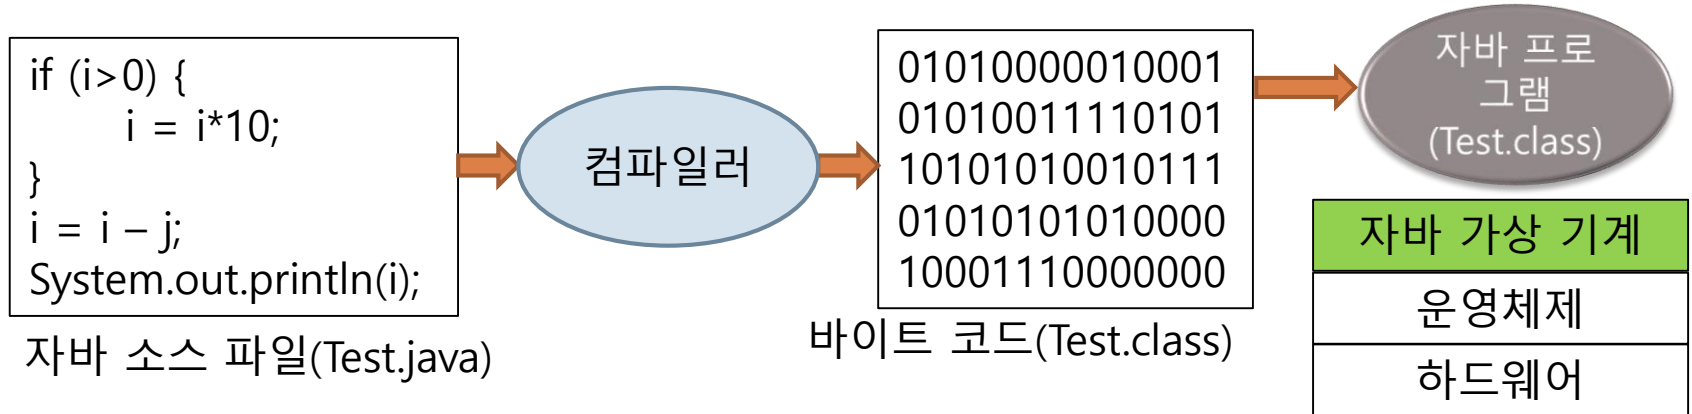 if (i>0) {
i = i*10;
}
i = i – j;
System.out.println(i);
자바 소스 파일(Test.java)
컴파일러
01010000010001
01010011110101
10101010010111
01010101010000
10001110000000
바이트 코드(Test.class)
자바 프로
그램
(Test.class)
자바 가상 기계
운영체제
하드웨어